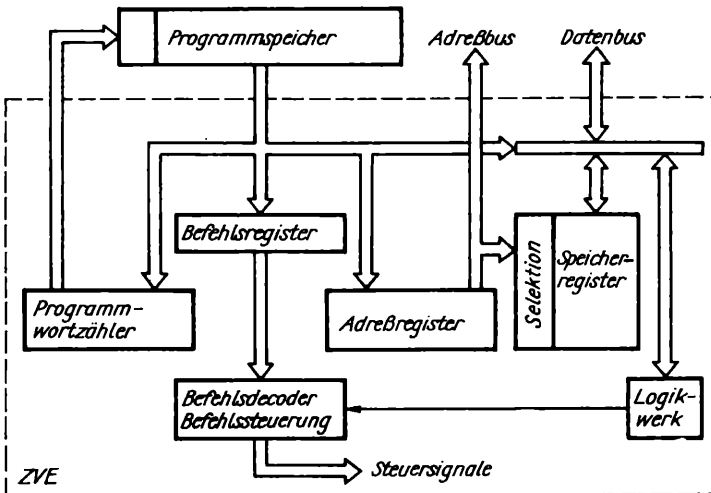 Programmspeicher
Adreßbus
Datenbus
Befehlsregister
Selektion
Speicher-
register
Programm-
wortzähler
Adreßregister
Befehlsdecoder
Befehlssteuerung
Logik-
werk
ZVE
Steuersignale